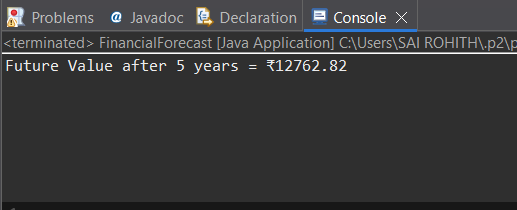 Problems @ Javadoc Declaration Console
<terminated> FinancialForecast [Java Application] C:\Users\SAI ROHITH\.p2\p
Future Value after 5 years = ₹12762.82